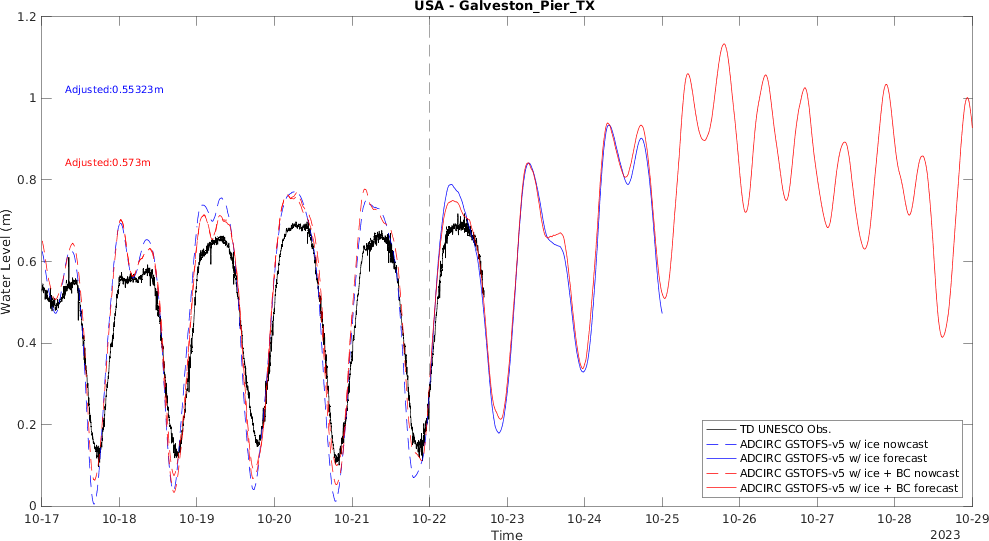 USA - Galveston_Pier_TX
1.2
1
0.8
0.6
0.4
0.2
0
Water Level (m)
Adjusted:0.55323m
Adjusted:0.573m
TD UNESCO Obs.
ADCIRC GSTOFS-v5 w/ ice nowcast
ADCIRC GSTOFS-v5 w/ ice forecast
ADCIRC GSTOFS-v5 w/ ice + BC nowcast
ADCIRC GSTOFS-v5 w/ ice + BC forecast
10-17 10-18 10-19 10-20 10-21 10-22 10-23 10-24 10-25 10-26 10-27 10-28 10-29
Time
2023